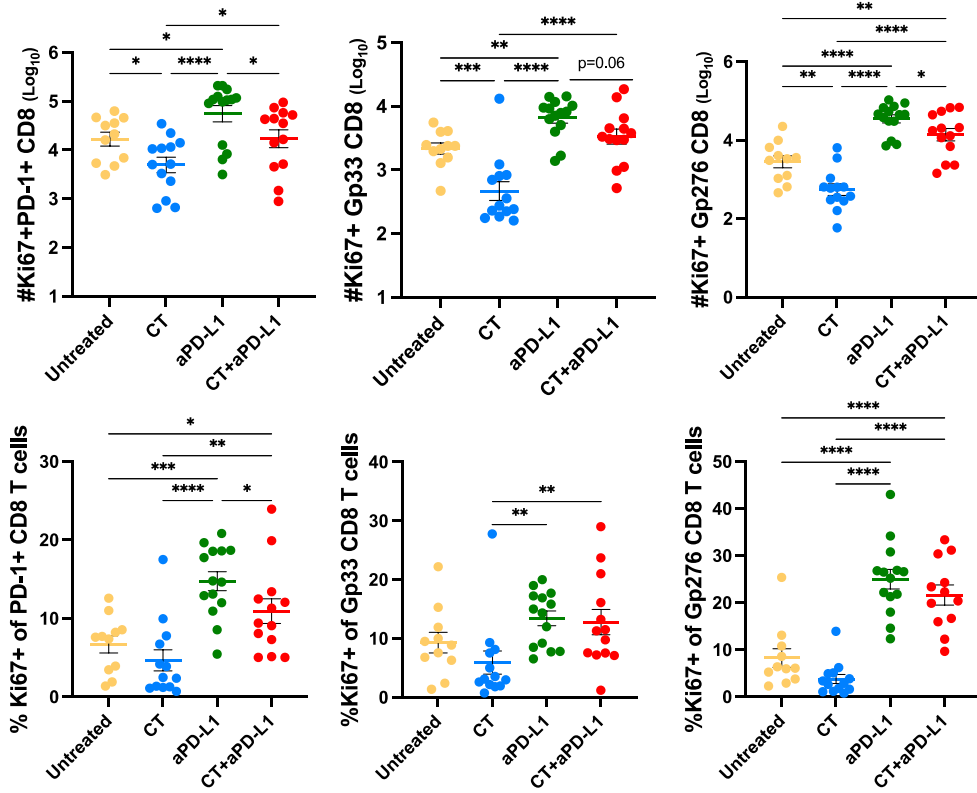 #Ki67+PD-1+ CD8 (Log10)
6
5
4
3
2
1
*
*
*
****
*
Untreated
CT
aPD-L1
CT+aPD-L1
#Ki67+ Gp33 CD8 (Log10)
5
4
3
2
1
****
**
***
****
p=0.06
Untreated
CT
aPD-L1
CT+aPD-L1
#Ki67+ Gp276 CD8 (Log10)
6
4
2
0
**
****
****
**
****
*
Untreated
CT
aPD-L1
CT+aPD-L1
% Ki67+ of PD-1+ CD8 T cells
30
20
10
0
*
**
***
****
*
Untreated
CT
aPD-L1
CT+aPD-L1
%Ki67+ of Gp33 CD8 T cells
40
30
20
10
0
**
**
Untreated
CT
aPD-L1
CT+aPD-L1
%Ki67+ of Gp276 CD8 T cells
50
40
30
20
10
0
****
****
****
****
Untreated
CT
aPD-L1
CT+aPD-L1